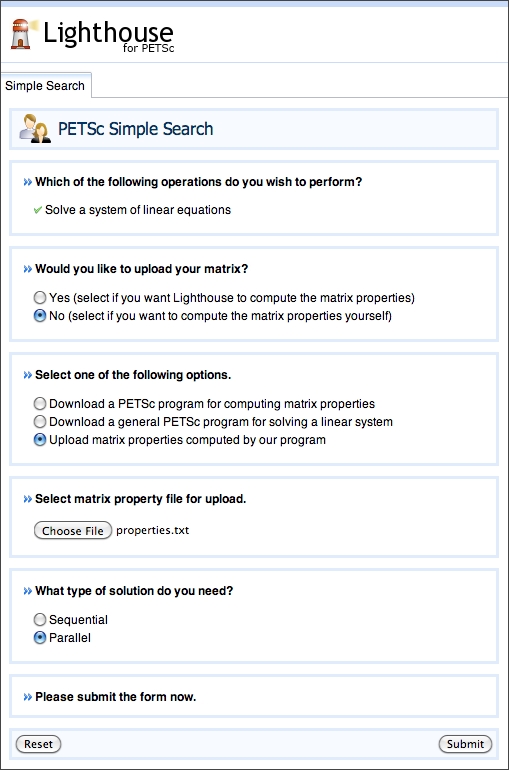 Lighthouse
for PETSc
Simple Search
PETSc Simple Search
Which of the following operations do you wish to perform?
Solve a system of linear equations
Would you like to upload your matrix?
Yes (select if you want Lighthouse to compute the matrix properties)
No (select if you want to compute the matrix properties yourself)
Select one of the following options.
Download a PETSc program for computing matrix properties
Download a general PETSc program for solving a linear system
Upload matrix properties computed by our program
Select matrix property file for upload.
Choose File properties.txt
What type of solution do you need?
Sequential
Parallel
Please submit the form now.
Reset Submit